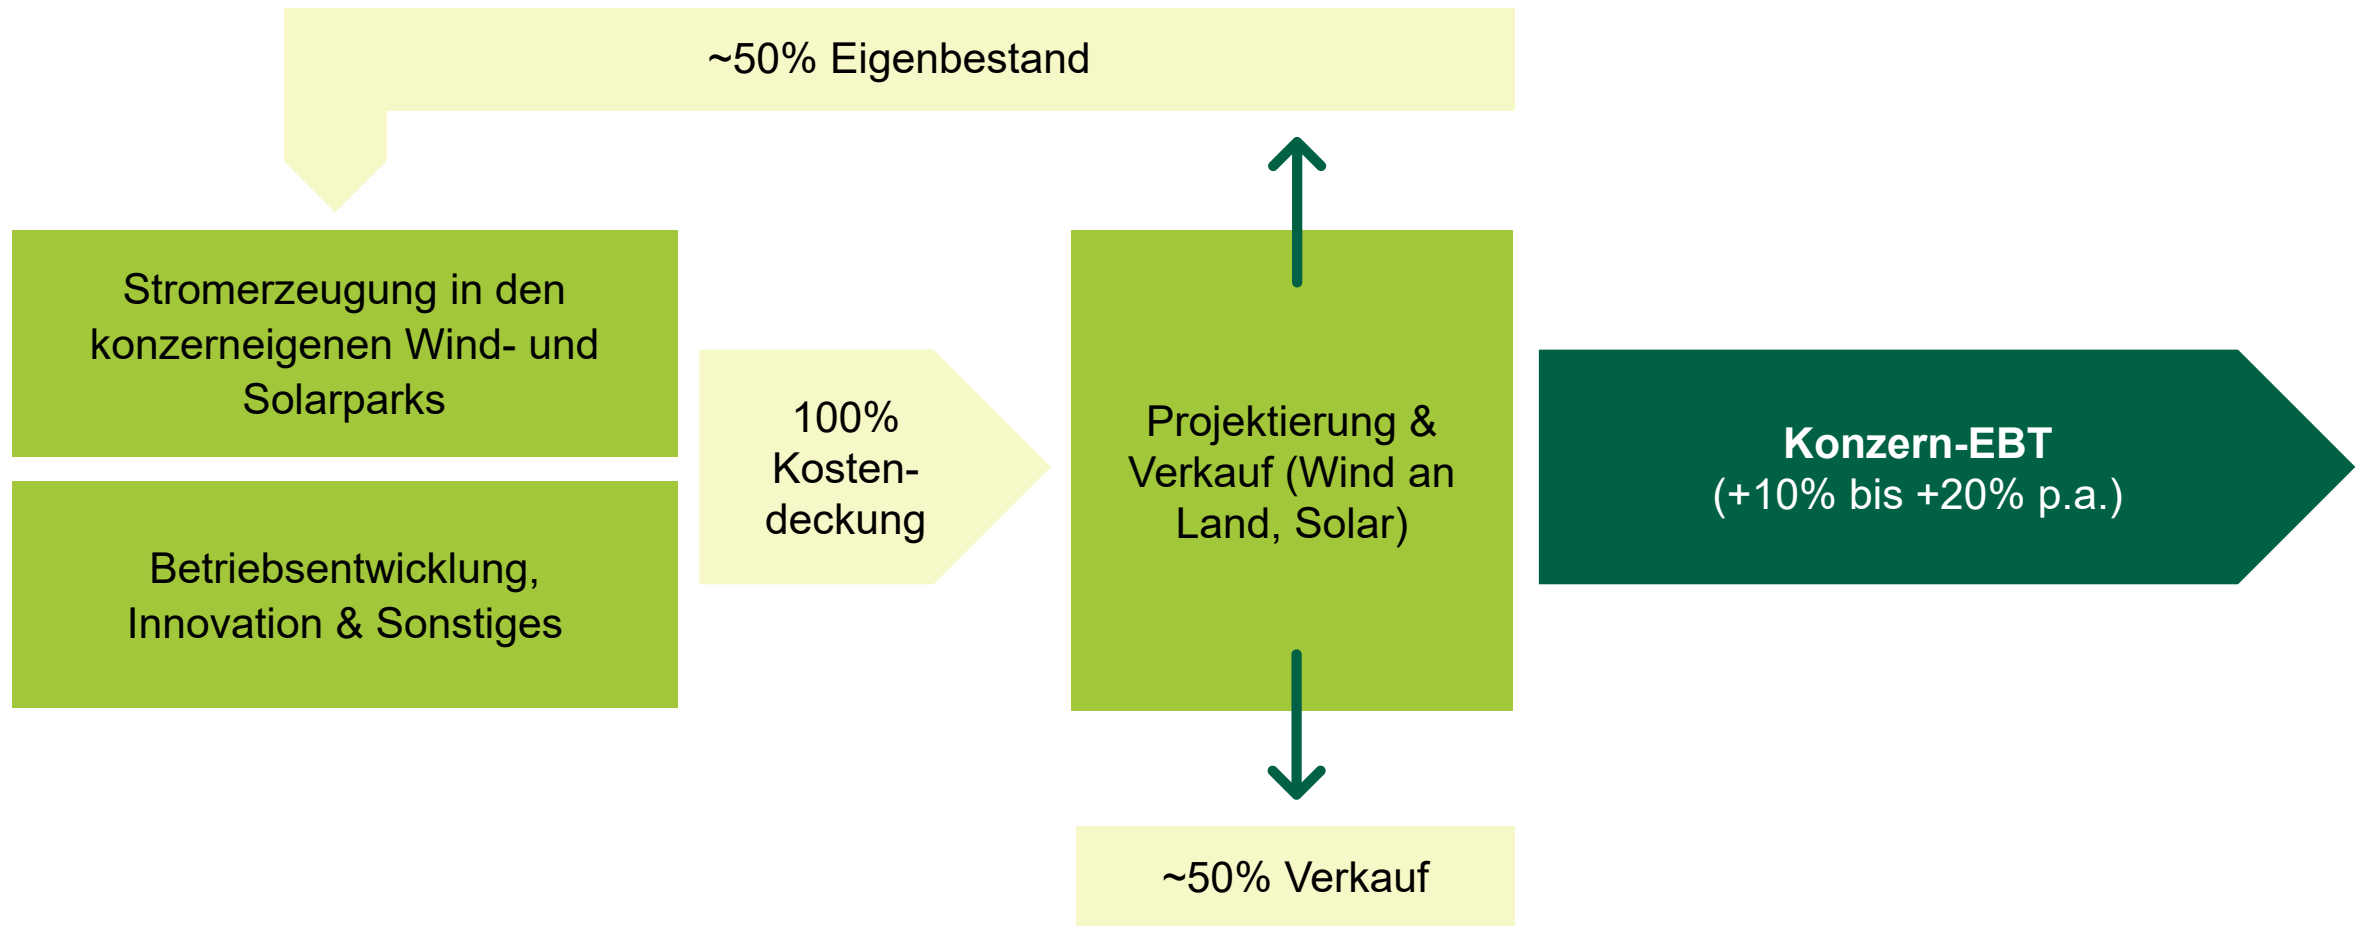 ~50% Eigenbestand
Stromerzeugung in den
konzerneigenen Wind- und
Solarparks
Betriebsentwicklung,
Innovation & Sonstiges
100%
Kosten-
deckung
Projektierung &
Verkauf (Wind an
Land, Solar)
Konzern-EBT
(+10% bis +20% p.a.)
~50% Verkauf